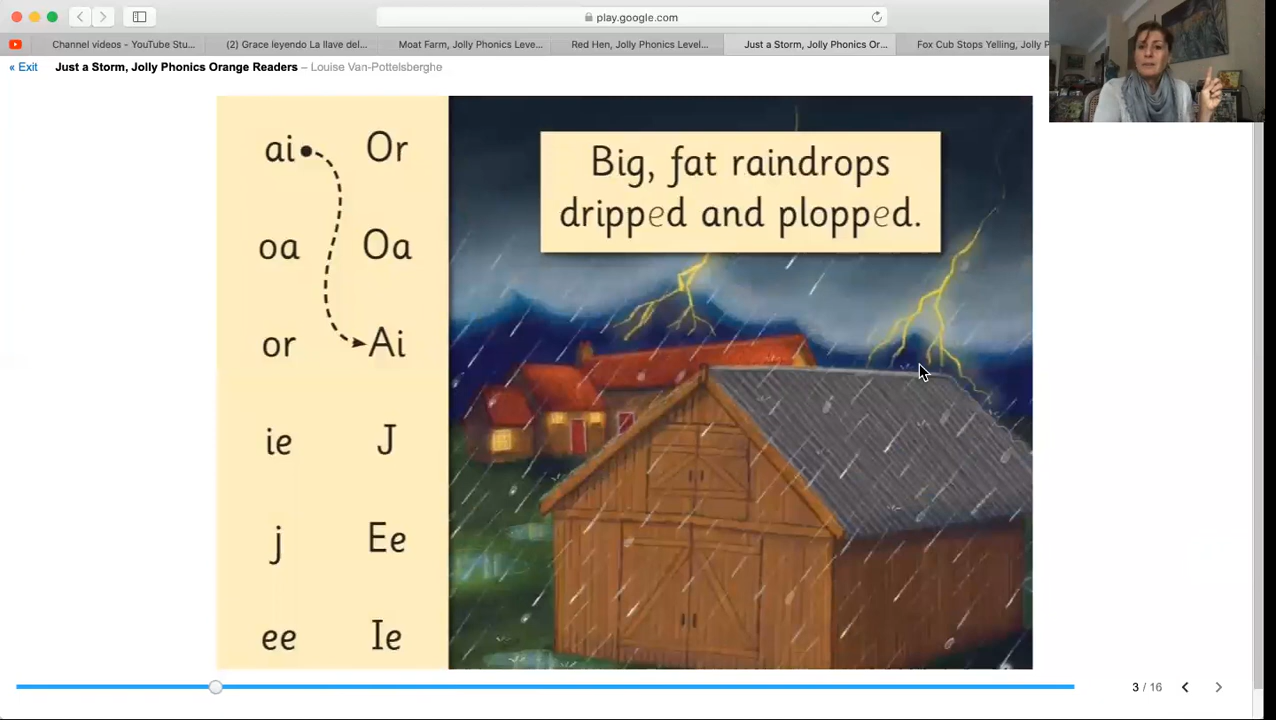 play.google.com
Channel videos - YouTube Stu...
(2) Grace leyendo La llave del...
Moat Farm, Jolly Phonics Leve...
Red Hen, Jolly Phonics Level...
Just a Storm, Jolly Phonics Or...
Fox Cub Stops Yelling, Jolly P
« Exit
Just a Storm, Jolly Phonics Orange Readers – Louise Van-Pottelsberghe
ai Or
oa Oa
or Ai
ie J
j Ee
ee Ie
Big, fat raindrops
dripped and plopped.
3 / 16